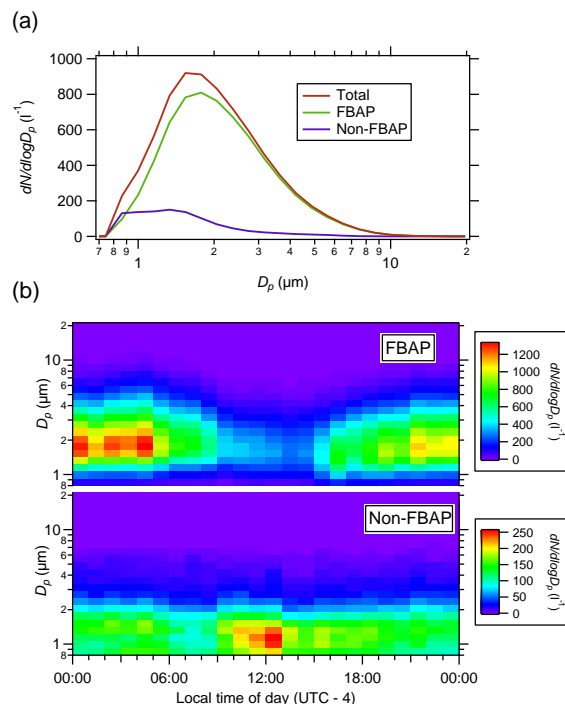 (a)
1000
800
600
400
200
0
dN/dlogDp (l⁻¹)
Total
FBAP
Non-FBAP
7 8 9 1 2 3 4 5 6 7 8 9 10 2
Dp (µm)
(b)
2
10
8
6
4
2
1
8
Dp (µm)
FBAP
1200
1000
800
600
400
200
0
dN/dlogDp (l⁻¹)
2
10
8
6
4
2
1
8
Dp (µm)
Non-FBAP
250
200
150
100
50
0
dN/dlogDp (l⁻¹)
00:00 06:00 12:00 18:00 00:00
Local time of day (UTC - 4)